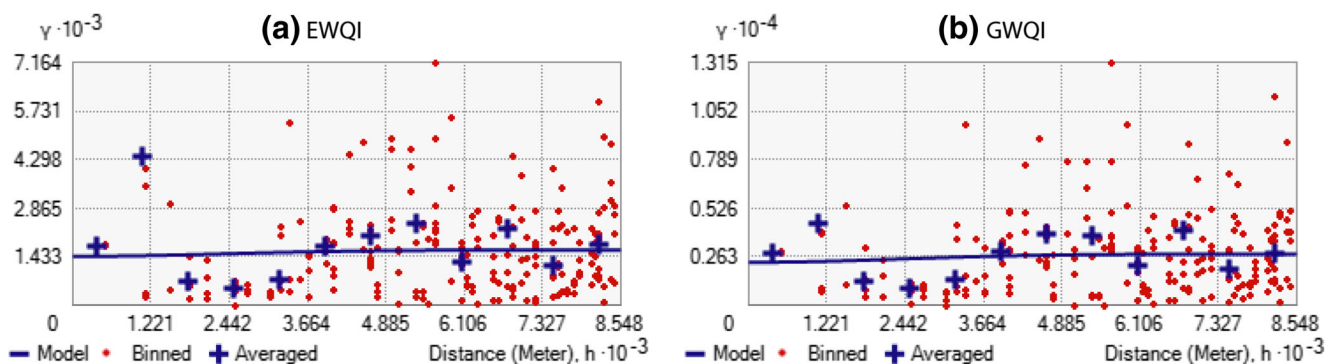 (a) EWQI
γ · 10⁻³
7.164
5.731
4.298
2.865
1.433
0 1.221 2.442 3.664 4.885 6.106 7.327 8.548
Model Binned Averaged Distance (Meter), h · 10⁻³
(b) GWQI
γ · 10⁻⁴
1.315
1.052
0.789
0.526
0.263
0 1.221 2.442 3.664 4.885 6.106 7.327 8.548
Model Binned Averaged Distance (Meter), h · 10⁻³